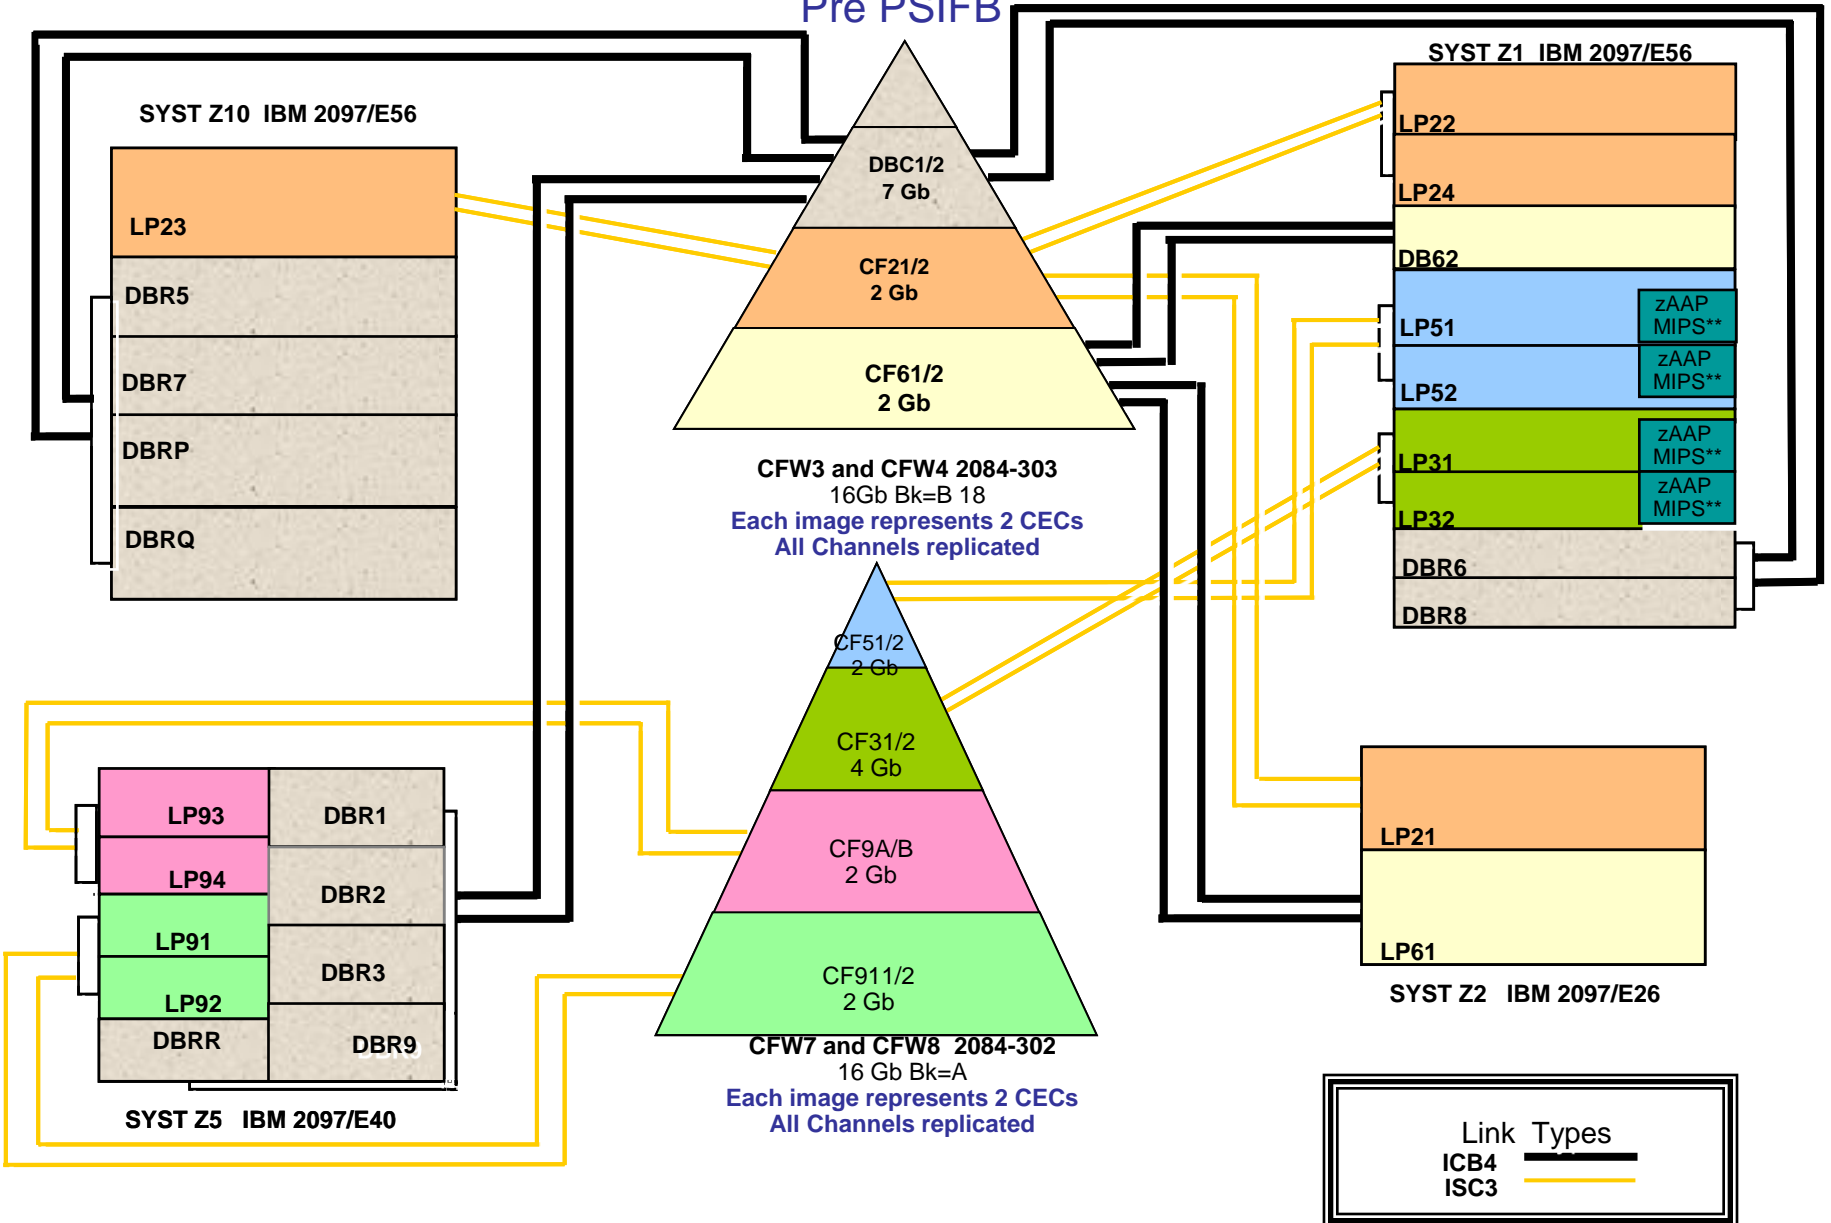 Pre PSIFB
SYST Z10 IBM 2097/E56
LP23
DBR5
DBR7
DBRP
DBRQ
DBC1/2
7 Gb
CF21/2
2 Gb
CF61/2
2 Gb
CFW3 and CFW4 2084-303
16Gb Bk=B 18
Each image represents 2 CECs
All Channels replicated
SYST Z1 IBM 2097/E56
LP22
LP24
DB62
LP51
zAAP
MIPS**
LP52
zAAP
MIPS**
LP31
zAAP
MIPS**
LP32
zAAP
MIPS**
DBR6
DBR8
CF51/2
2 Gb
CF31/2
4 Gb
CF9A/B
2 Gb
CF911/2
2 Gb
CFW7 and CFW8 2084-302
16 Gb Bk=A
Each image represents 2 CECs
All Channels replicated
LP93
DBR1
LP94
DBR2
LP91
DBR3
LP92
DBRR
DBR9
SYST Z5 IBM 2097/E40
LP21
LP61
SYST Z2 IBM 2097/E26
Link Types
ICB4
ISC3